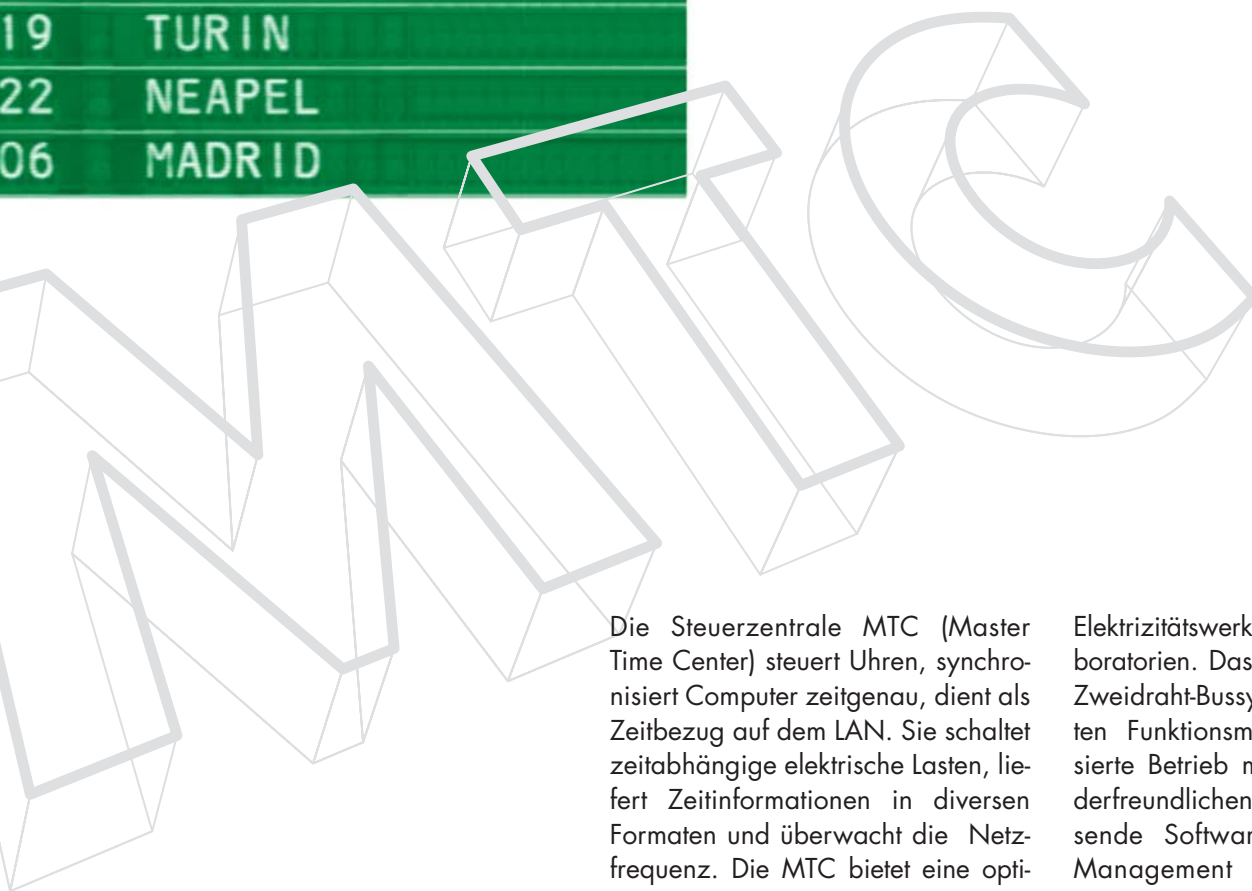 19 TURIN
22 NEAPEL
06 MADRID
MTC
Die Steuerzentrale MTC (Master
Time Center) steuert Uhren, synchro-
nisiert Computer zeitgenau, dient als
Zeitbezug auf dem LAN. Sie schaltet
zeitabhängige elektrische Lasten, lie-
fert Zeitinformationen in diversen
Formaten und überwacht die Netz-
frequenz. Die MTC bietet eine opti-
Elektrizitätswerk
boratorien. Das
Zweidraht-Bussy
ten Funktionsm
sierte Betrieb m
derfreundlichen
sende Softwar
Management